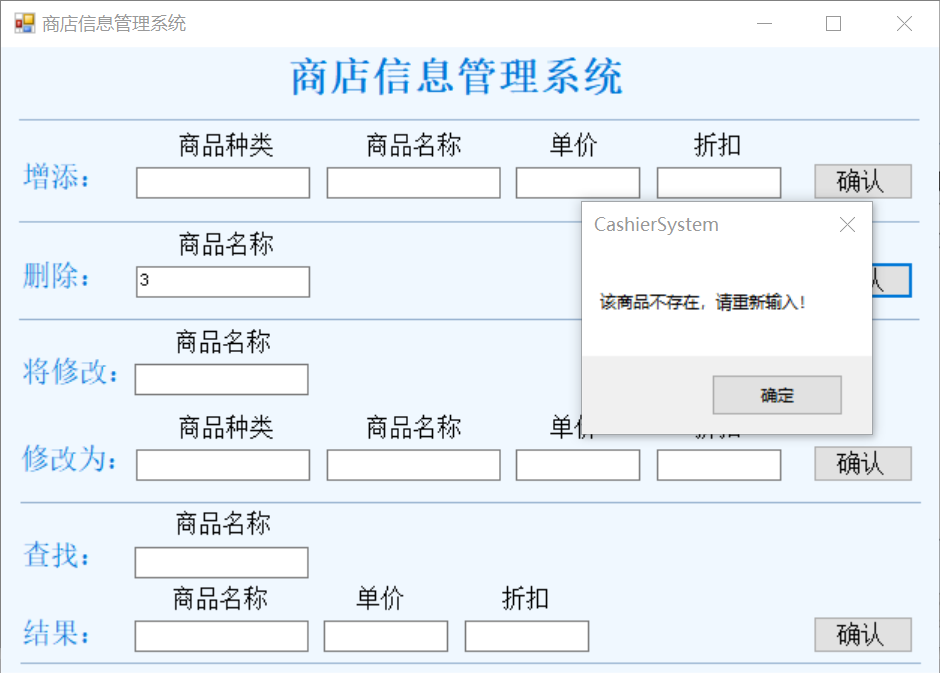 商店信息管理系统
商店信息管理系统
商品种类 商品名称 单价 折扣
增添： 确认
CashierSystem
商品名称
删除： 3 认
该商品不存在，请重新输入！
商品名称
将修改：
确定
商品种类 商品名称 单价 折扣
修改为： 确认
商品名称
查找：
商品名称 单价 折扣
结果： 确认